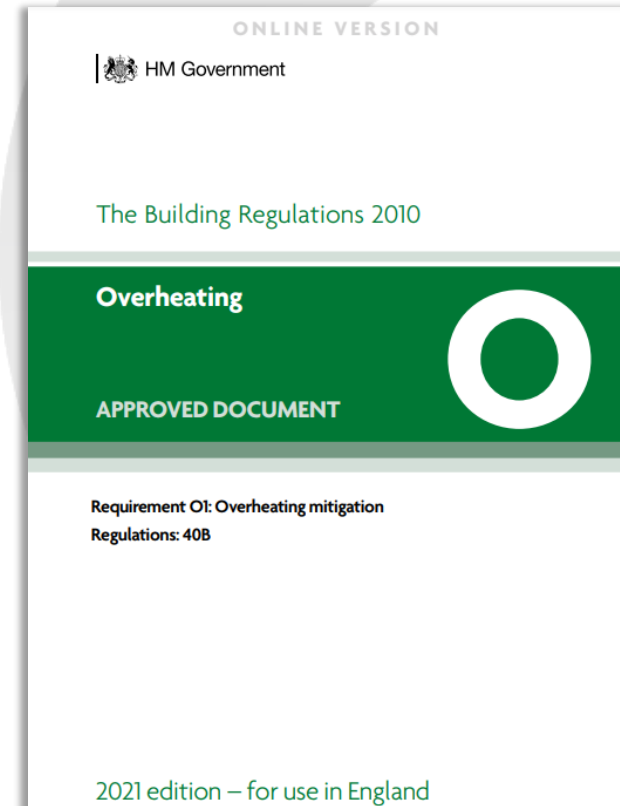 ONLINE VERSION
HM Government
The Building Regulations 2010
Overheating
O
APPROVED DOCUMENT
Requirement O1: Overheating mitigation
Regulations: 40B
2021 edition – for use in England